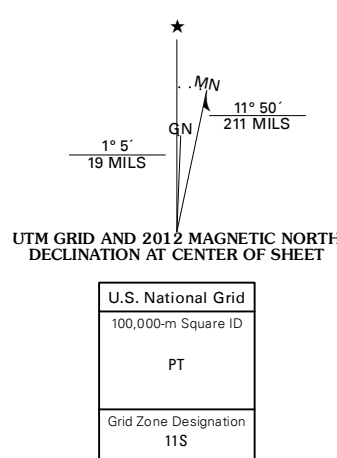 ★
MN
11° 50´
211 MILS
GN
1° 5´
19 MILS
UTM GRID AND 2012 MAGNETIC NORTH
DECLINATION AT CENTER OF SHEET
U.S. National Grid
100,000-m Square ID
PT
Grid Zone Designation
11S